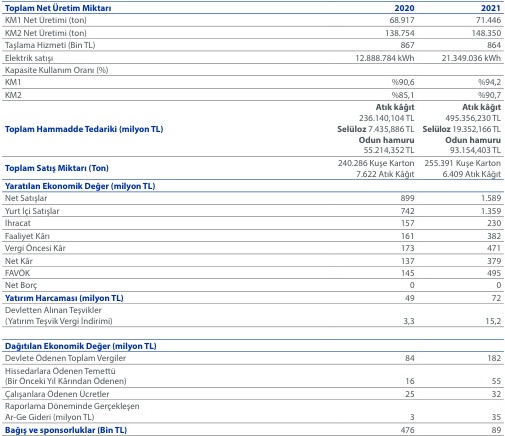 Toplam Net Üretim Miktarı 2020 2021
KM1 Net Üretimi (ton) 68.917 71.446
KM2 Net Üretimi (ton) 138.754 148.350
Taşlama Hizmeti (Bin TL) 867 864
Elektrik satışı 12.888.784 kWh 21.349.036 kWh
Kapasite Kullanım Oranı (%)
KM1 %90,6 %94,2
KM2 %85,1 %90,7
Atık kâğıt Atık kâğıt
236.140,104 TL 495.356,230 TL
Toplam Hammadde Tedariki (milyon TL) Selüloz 7.435,886 TL Selüloz 19.352,166 TL
Odun hamuru Odun hamuru
55.214,352 TL 93.154,403 TL
Toplam Satış Miktarı (Ton) 240.286 Kuşe Karton 255.391 Kuşe Karton
7.622 Atık Kâğıt 6.409 Atık Kâğıt
Yaratılan Ekonomik Değer (milyon TL)
Net Satışlar 899 1.589
Yurt İçi Satışlar 742 1.359
İhracat 157 230
Faaliyet Kârı 161 382
Vergi Öncesi Kâr 173 471
Net Kâr 137 379
FAVÖK 145 495
Net Borç 0 0
Yatırım Harcaması (milyon TL) 49 72
Devletten Alınan Teşvikler
(Yatırım Teşvik Vergi İndirimi) 3,3 15,2
Dağıtılan Ekonomik Değer (milyon TL)
Devlete Ödenen Toplam Vergiler 84 182
Hissedarlara Ödenen Temettü
(Bir Önceki Yıl Kârından Ödenen) 16 55
Çalışanlara Ödenen Ücretler 25 32
Raporlama Döneminde Gerçekleşen
Ar-Ge Gideri (milyon TL) 3 35
Bağış ve sponsorluklar (Bin TL) 476 89